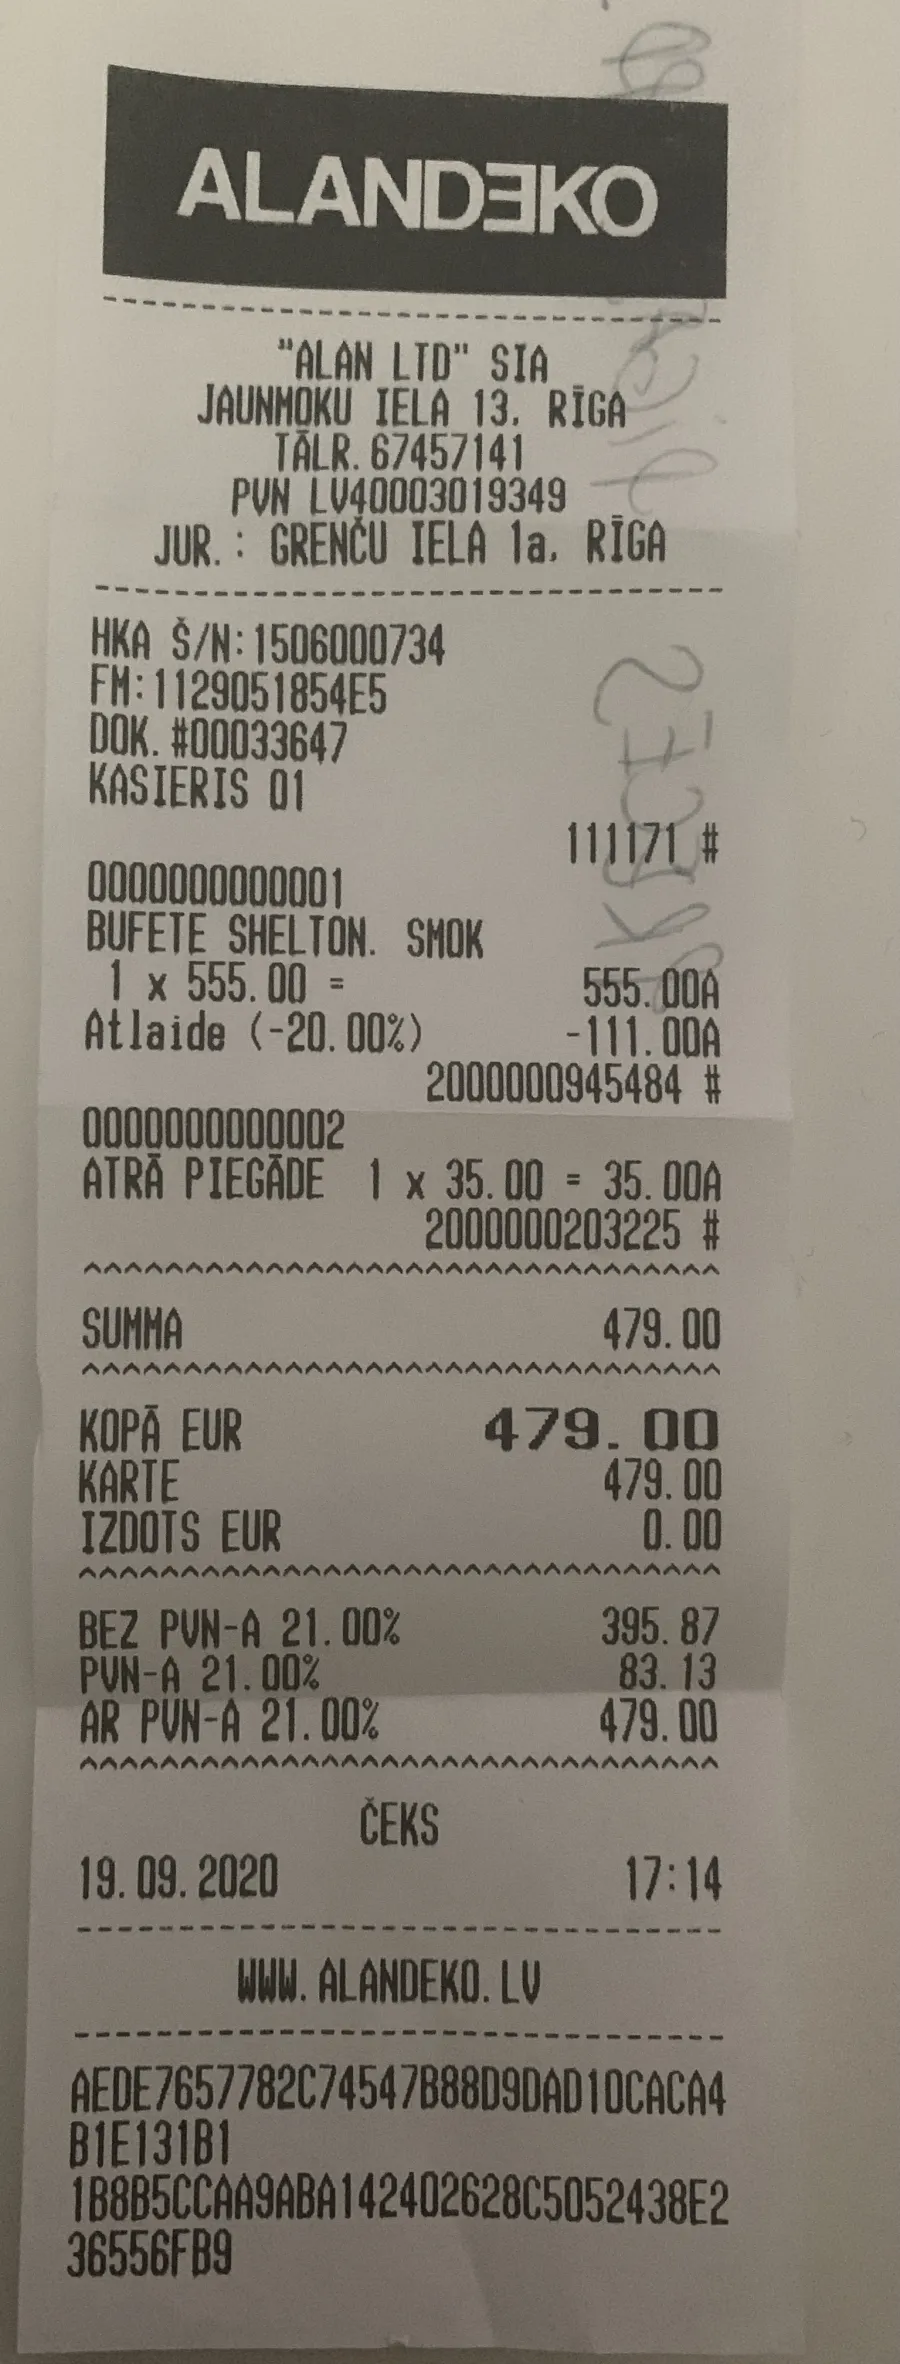 ALANDEKO
"ALAN LTD" SIA
JAUNMOKU IELA 13, RĪGA
TĀLR. 67457141
PVN LV40003019349
JUR.: GRENČU IELA 1a, RĪGA
HKA Š/N:1506000734
FM:1129051854E5
DOK. #00033647
KASIERIS 01
111171 #
0000000000001
BUFETE SHELTON. SMOK
1 x 555.00 = 555.00A
Atlaide (-20.00%) -111.00A
2000000945484 #
0000000000002
ATRĀ PIEGĀDE 1 x 35.00 = 35.00A
2000000203225 #
SUMMA 479.00
KOPĀ EUR 479.00
KARTE 479.00
IZDOTS EUR 0.00
BEZ PVN-A 21.00% 395.87
PVN-A 21.00% 83.13
AR PVN-A 21.00% 479.00
ČEKS
19.09.2020 17:14
WWW.ALANDEKO.LV
AEDE7657782C74547B88D9DAD10CACA4
B1E131B1
1B8B5CCAA9ABA142402628C5052438E2
36556FB9